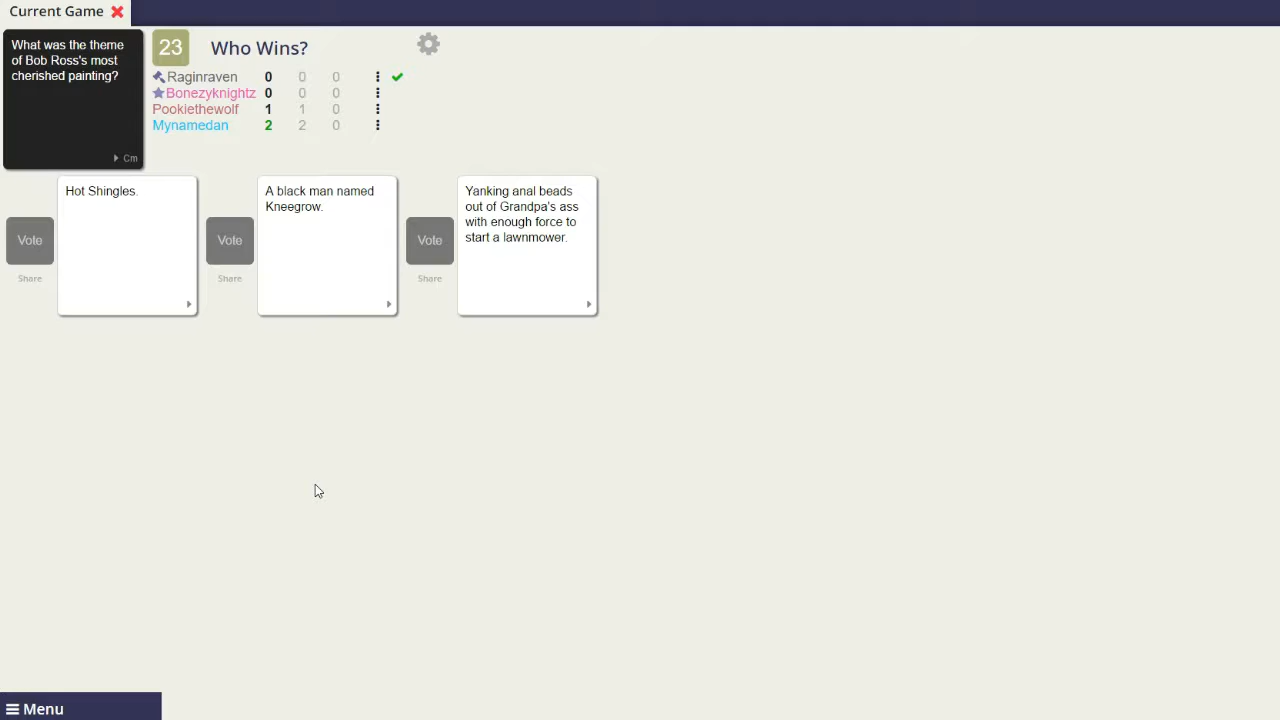 Current Game
What was the theme
of Bob Ross's most
cherished painting?
Cm
23 Who Wins?
Raginraven 0 0 0
Bonezyknightz 0 0 0
Pookiethewolf 1 1 0
Mynamedan 2 2 0
Vote
Share
Hot Shingles.
Vote
Share
A black man named
Kneegrow.
Vote
Share
Yanking anal beads
out of Grandpa's ass
with enough force to
start a lawnmower.
Menu